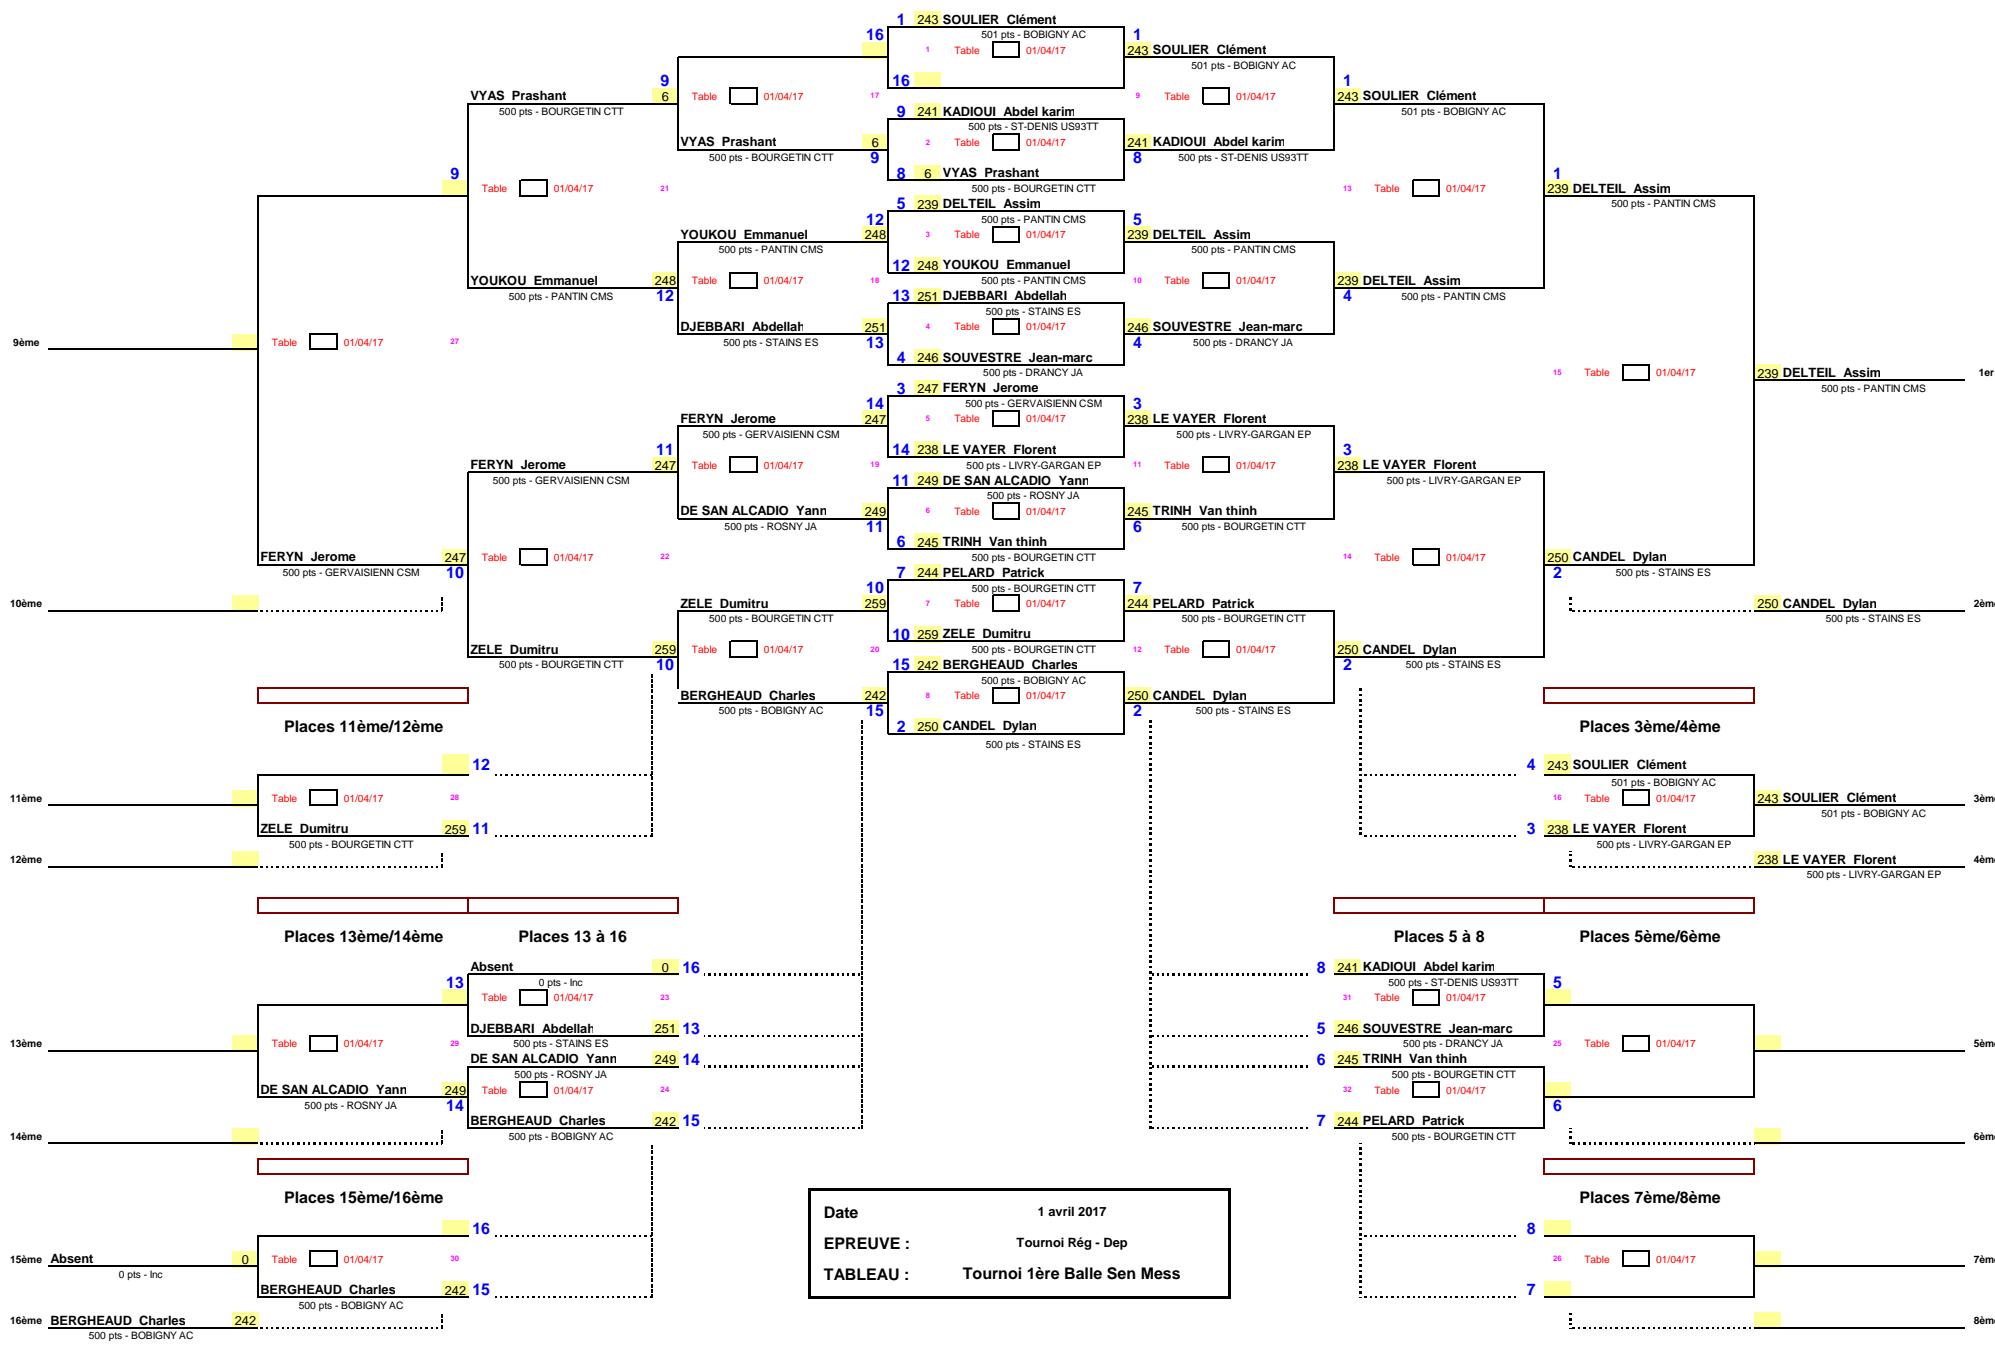 1 243 SOULIER Clément
16 501 pts - BOBIGNY AC 1
1 Table 01/04/17 243 SOULIER Clément
501 pts - BOBIGNY AC
9 16 1
VYAS Prashant 6 Table 01/04/17 17 9 Table 01/04/17 243 SOULIER Clément
500 pts - BOURGETIN CTT 9 241 KADIOUI Abdel karim 501 pts - BOBIGNY AC
500 pts - ST-DENIS US93TT
VYAS Prashant 6 2 Table 01/04/17 241 KADIOUI Abdel karim
500 pts - BOURGETIN CTT 9 8 500 pts - ST-DENIS US93TT
9 8 6 VYAS Prashant 1
Table 01/04/17 21 500 pts - BOURGETIN CTT 13 Table 01/04/17 239 DELTEIL Assim
5 239 DELTEIL Assim 500 pts - PANTIN CMS
12 500 pts - PANTIN CMS 5
YOUKOU Emmanuel 248 3 Table 01/04/17 239 DELTEIL Assim
500 pts - PANTIN CMS 500 pts - PANTIN CMS
12 248 YOUKOU Emmanuel
YOUKOU Emmanuel 248 Table 01/04/17 18 500 pts - PANTIN CMS 10 Table 01/04/17 239 DELTEIL Assim
500 pts - PANTIN CMS 12 13 251 DJEBBARI Abdellah 4 500 pts - PANTIN CMS
500 pts - STAINS ES
DJEBBARI Abdellah 251 4 Table 01/04/17 246 SOUVESTRE Jean-marc
9ème Table 01/04/17 27 500 pts - STAINS ES 13 4 500 pts - DRANCY JA
4 246 SOUVESTRE Jean-marc
500 pts - DRANCY JA 15 Table 01/04/17 239 DELTEIL Assim 1er
3 247 FERYN Jerome 500 pts - PANTIN CMS
14 500 pts - GERVAISIENN CSM 3
FERYN Jerome 247 5 Table 01/04/17 238 LE VAYER Florent
500 pts - GERVAISIENN CSM 500 pts - LIVRY-GARGAN EP
11 14 238 LE VAYER Florent 3
FERYN Jerome 247 Table 01/04/17 19 500 pts - LIVRY-GARGAN EP 11 Table 01/04/17 238 LE VAYER Florent
500 pts - GERVAISIENN CSM 11 249 DE SAN ALCADIO Yann 500 pts - LIVRY-GARGAN EP
500 pts - ROSNY JA
DE SAN ALCADIO Yann 249 6 Table 01/04/17 245 TRINH Van thinh
500 pts - ROSNY JA 11 6 500 pts - BOURGETIN CTT
6 245 TRINH Van thinh
FERYN Jerome 247 Table 01/04/17 22 500 pts - BOURGETIN CTT 14 Table 01/04/17 250 CANDEL Dylan
500 pts - GERVAISIENN CSM 10 7 244 PELARD Patrick 2 500 pts - STAINS ES
10 500 pts - BOURGETIN CTT 7
10ème ZELE Dumitru 259 7 Table 01/04/17 244 PELARD Patrick 250 CANDEL Dylan 2èm
500 pts - BOURGETIN CTT 500 pts - BOURGETIN CTT 500 pts - STAINS ES
10 259 ZELE Dumitru
ZELE Dumitru 259 Table 01/04/17 20 500 pts - BOURGETIN CTT 12 Table 01/04/17 250 CANDEL Dylan
500 pts - BOURGETIN CTT 10 15 242 BERGHEAUD Charles 2 500 pts - STAINS ES
500 pts - BOBIGNY AC
BERGHEAUD Charles 242 8 Table 01/04/17 250 CANDEL Dylan
500 pts - BOBIGNY AC 15 2 500 pts - STAINS ES
Places 11ème/12ème 2 250 CANDEL Dylan Places 3ème/4ème
500 pts - STAINS ES
12 4 243 SOULIER Clément
501 pts - BOBIGNY AC
11ème Table 01/04/17 28 16 Table 01/04/17 243 SOULIER Clément 3èm
501 pts - BOBIGNY AC
ZELE Dumitru 259 11 3 238 LE VAYER Florent
500 pts - BOURGETIN CTT 500 pts - LIVRY-GARGAN EP
12ème 238 LE VAYER Florent 4èm
500 pts - LIVRY-GARGAN EP
Places 13ème/14ème Places 13 à 16 Places 5 à 8 Places 5ème/6ème
Absent 0 16 8 241 KADIOUI Abdel karim
13 0 pts - Inc 500 pts - ST-DENIS US93TT 5
Table 01/04/17 23 31 Table 01/04/17
DJEBBARI Abdellah 251 13 5 246 SOUVESTRE Jean-marc
13ème Table 01/04/17 29 500 pts - STAINS ES 500 pts - DRANCY JA 25 Table 01/04/17 5èm
DE SAN ALCADIO Yann 249 14 6 245 TRINH Van thinh
500 pts - ROSNY JA 500 pts - BOURGETIN CTT
DE SAN ALCADIO Yann 249 Table 01/04/17 24 32 Table 01/04/17
500 pts - ROSNY JA 14 6
BERGHEAUD Charles 242 15 7 244 PELARD Patrick
14ème 500 pts - BOBIGNY AC 500 pts - BOURGETIN CTT 6èm
Places 15ème/16ème Places 7ème/8ème
Date 1 avril 2017
16 8
EPREUVE : Tournoi Rég - Dep
15ème Absent 0 Table 01/04/17 30 26 Table 01/04/17 7èm
0 pts - Inc
TABLEAU : Tournoi 1ère Balle Sen Mess
BERGHEAUD Charles 242 15 7
500 pts - BOBIGNY AC
16ème BERGHEAUD Charles 242 8èm
500 pts - BOBIGNY AC